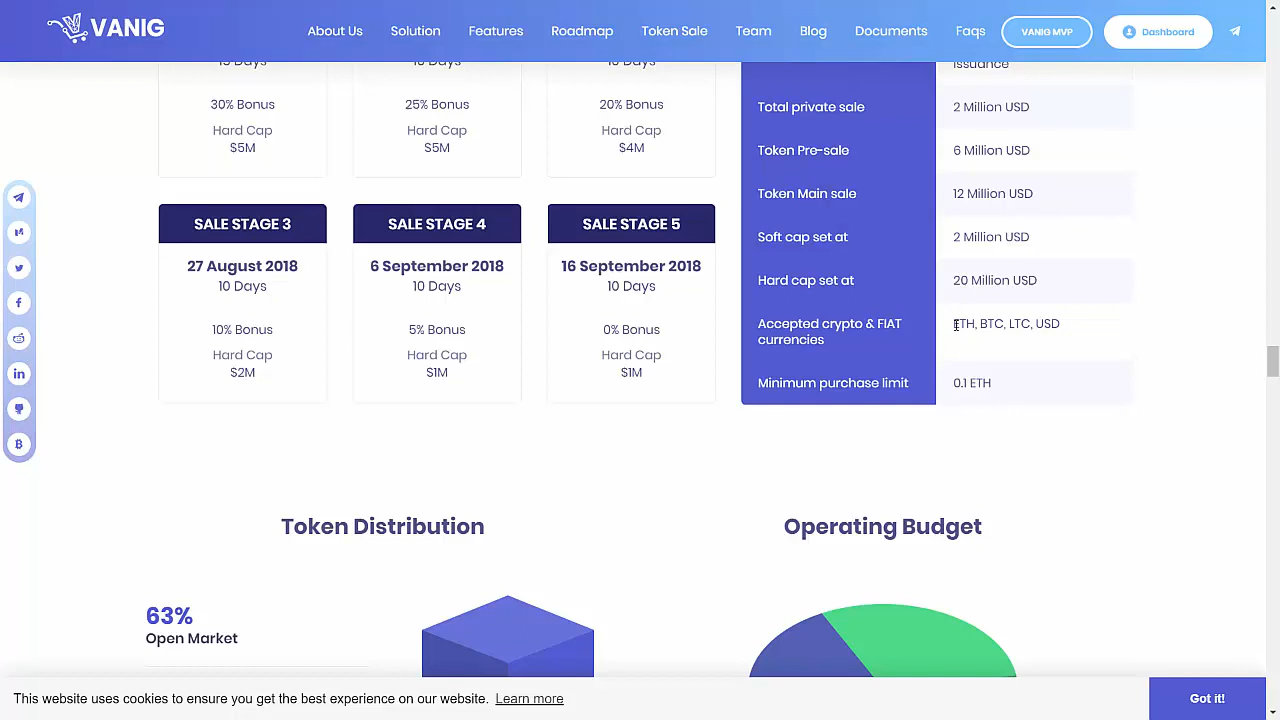 VANIG
About Us
Solution
Features
Roadmap
Token Sale
Team
Blog
Documents
Faqs
VANIG MVP
Dashboard
30% Bonus
Hard Cap
$5M
25% Bonus
Hard Cap
$5M
20% Bonus
Hard Cap
$4M
SALE STAGE 3
27 August 2018
10 Days
10% Bonus
Hard Cap
$2M
SALE STAGE 4
6 September 2018
10 Days
5% Bonus
Hard Cap
$1M
SALE STAGE 5
16 September 2018
10 Days
0% Bonus
Hard Cap
$1M
issuance
Total private sale
2 Million USD
Token Pre-sale
6 Million USD
Token Main sale
12 Million USD
Soft cap set at
2 Million USD
Hard cap set at
20 Million USD
Accepted crypto & FIAT
currencies
ETH, BTC, LTC, USD
Minimum purchase limit
0.1 ETH
Token Distribution
63%
Open Market
Operating Budget
This website uses cookies to ensure you get the best experience on our website. Learn more
Got it!